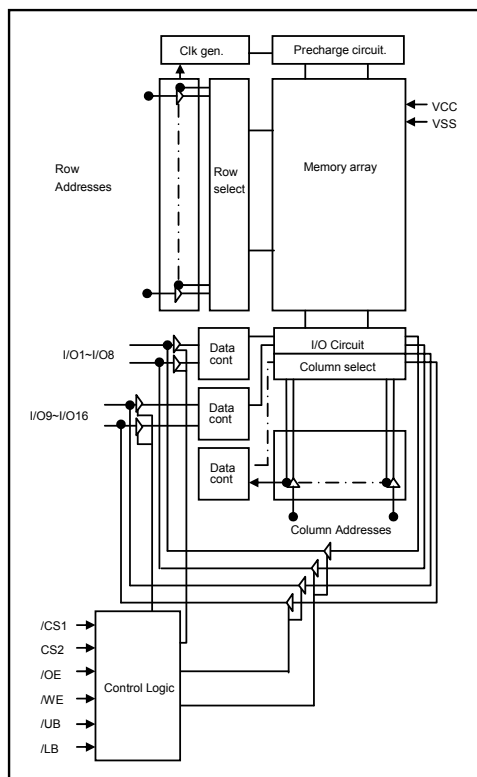 Clk gen.
Precharge circuit.
VCC
VSS
Row
Addresses
Row
select
Memory array
I/O1~I/O8
Data
cont
I/O Circuit
Column select
I/O9~I/O16
Data
cont
Data
cont
Column Addresses
/CS1
CS2
/OE
/WE
/UB
/LB
Control Logic